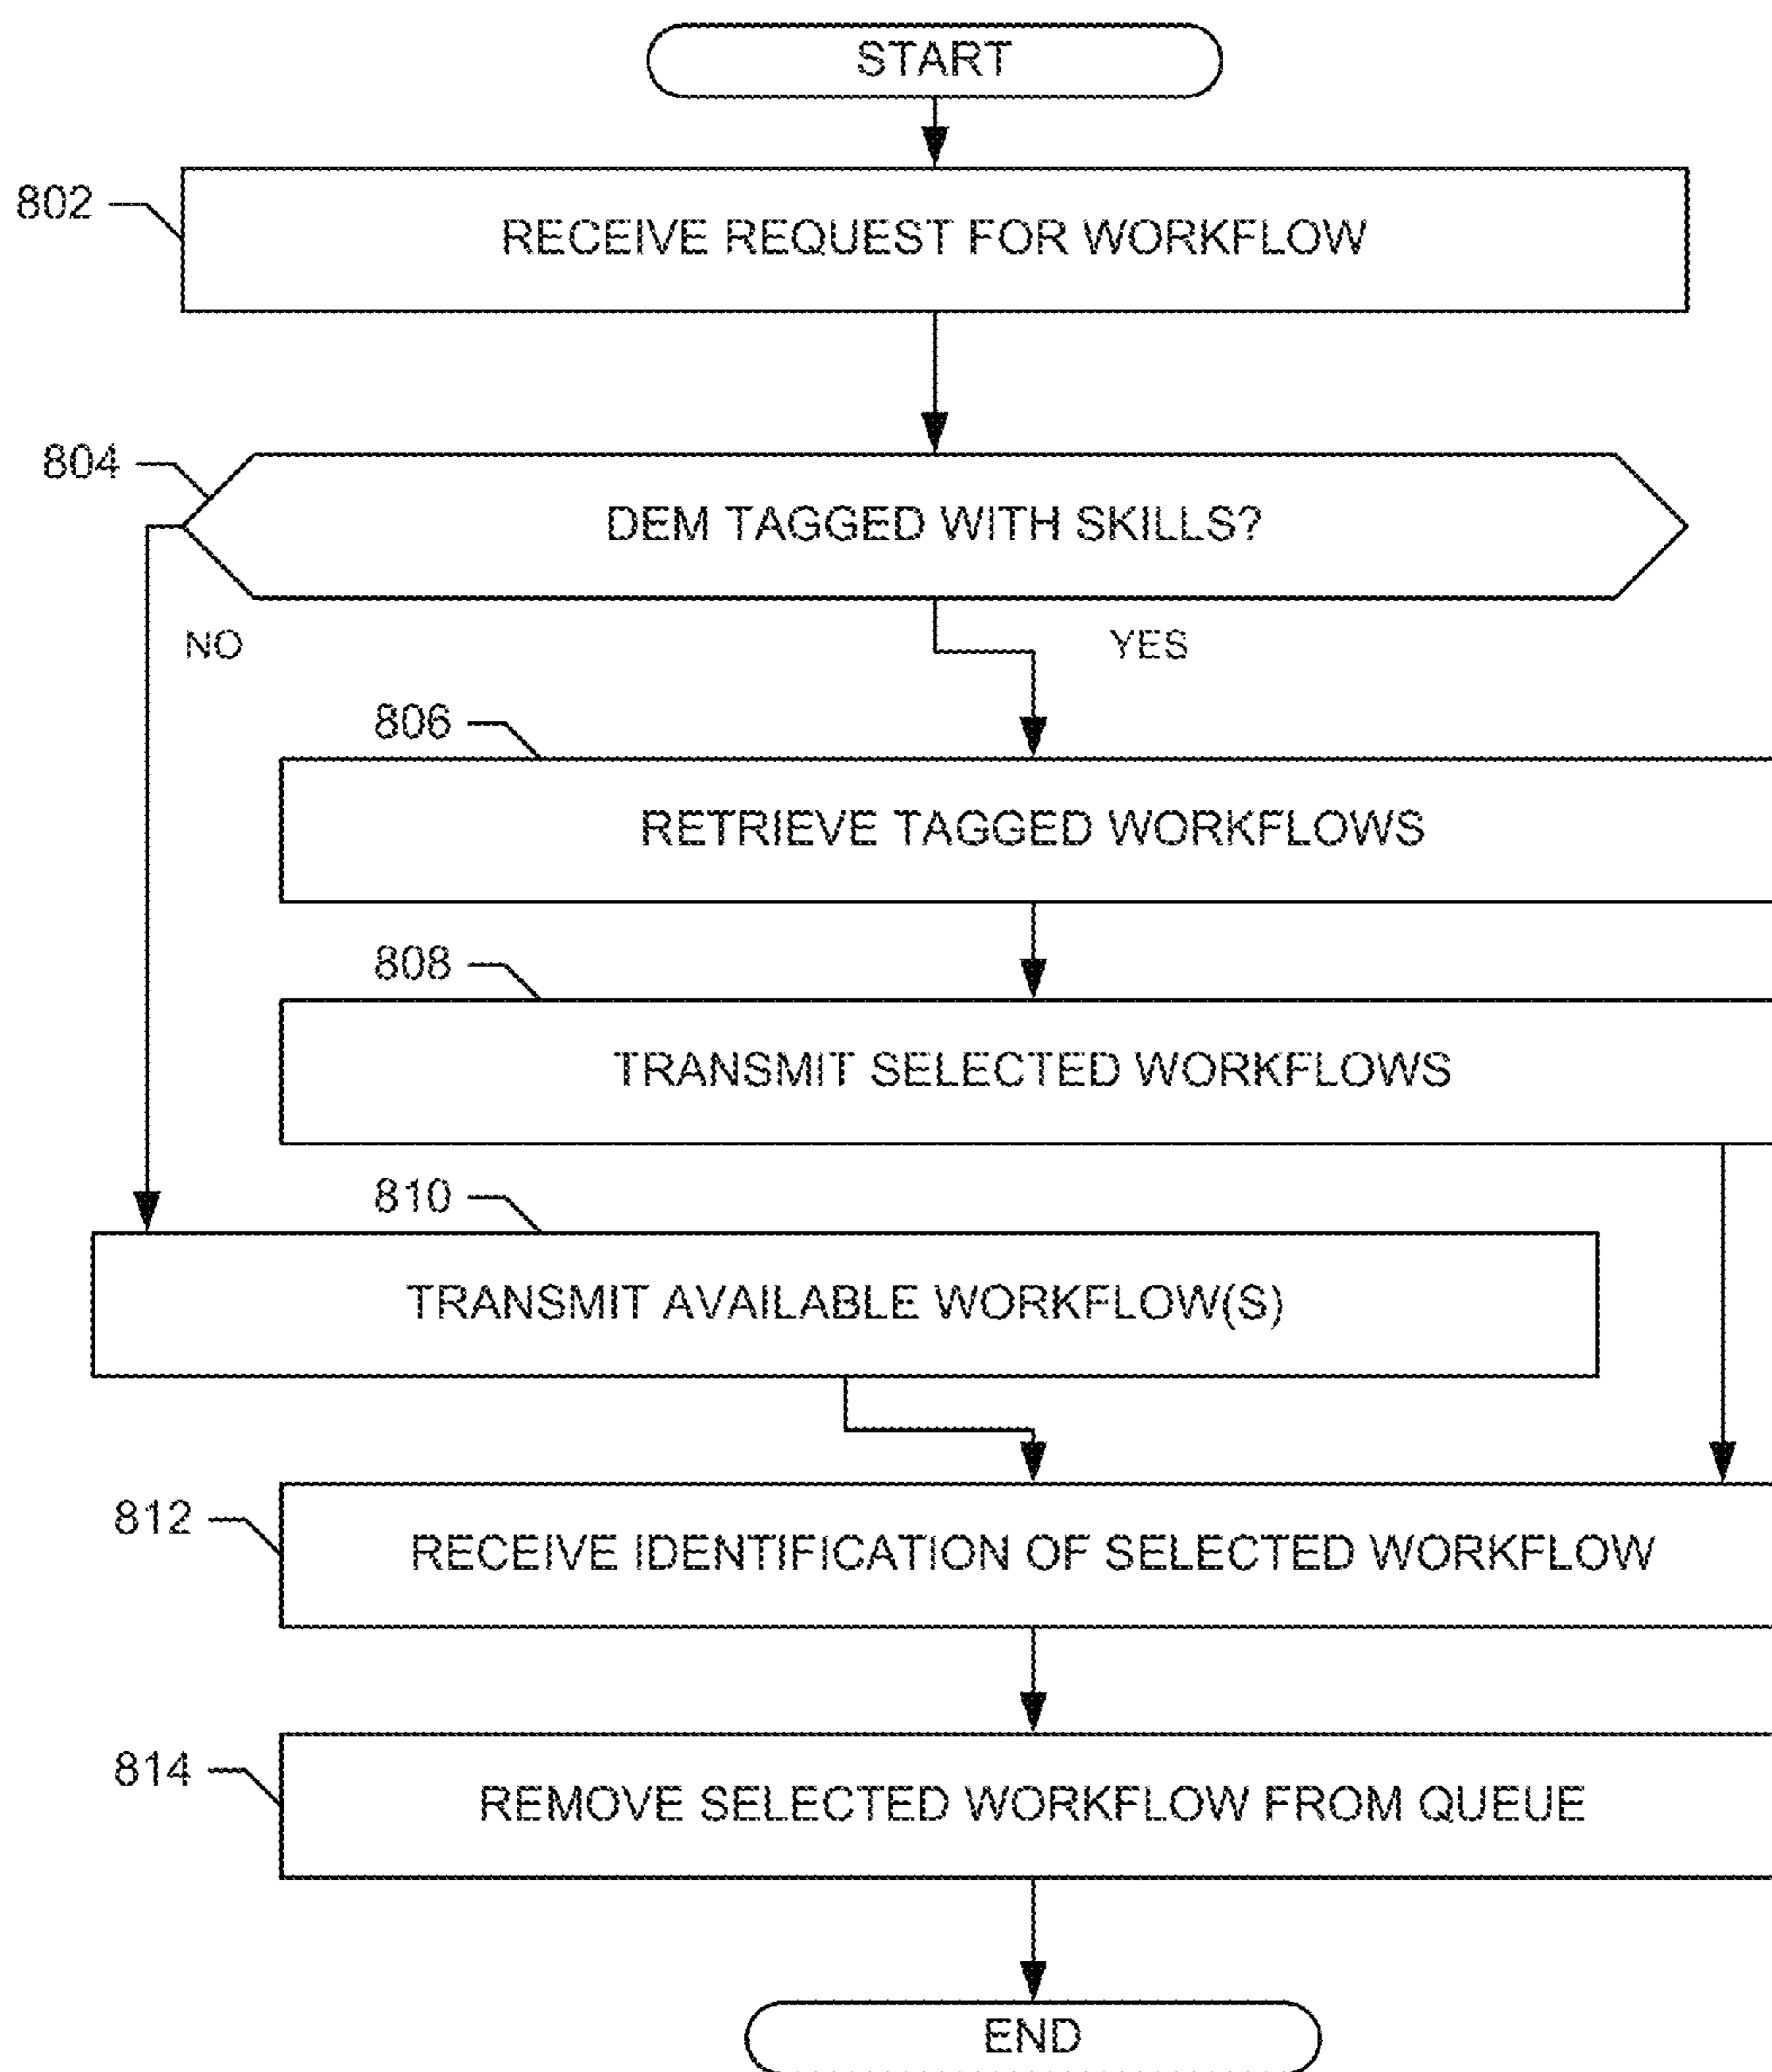 START
802
RECEIVE REQUEST FOR WORKFLOW
804
DEM TAGGED WITH SKILLS?
NO
YES
806
RETRIEVE TAGGED WORKFLOWS
808
TRANSMIT SELECTED WORKFLOWS
810
TRANSMIT AVAILABLE WORKFLOW(S)
812
RECEIVE IDENTIFICATION OF SELECTED WORKFLOW
814
REMOVE SELECTED WORKFLOW FROM QUEUE
END